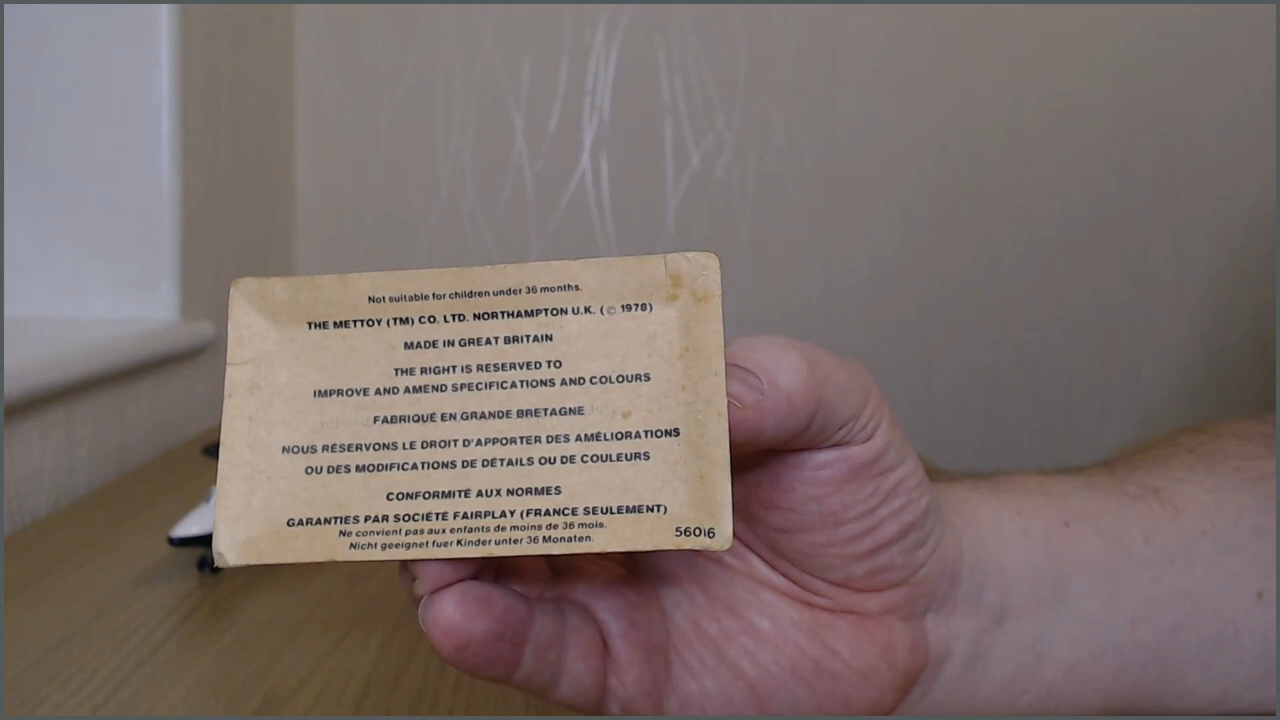 Not suitable for children under 36 months.
THE METTOY (TM) CO. LTD. NORTHAMPTON U.K. (© 1978)
MADE IN GREAT BRITAIN
THE RIGHT IS RESERVED TO
IMPROVE AND AMEND SPECIFICATIONS AND COLOURS
FABRIQUÉ EN GRANDE BRETAGNE
NOUS RÉSERVONS LE DROIT D'APPORTER DES AMÉLIORATIONS
OU DES MODIFICATIONS DE DÉTAILS OU DE COULEURS
CONFORMITÉ AUX NORMES
GARANTIES PAR SOCIÉTÉ FAIRPLAY (FRANCE SEULEMENT)
Ne convient pas aux enfants de moins de 36 mois.
Nicht geeignet fuer Kinder unter 36 Monaten.
56016